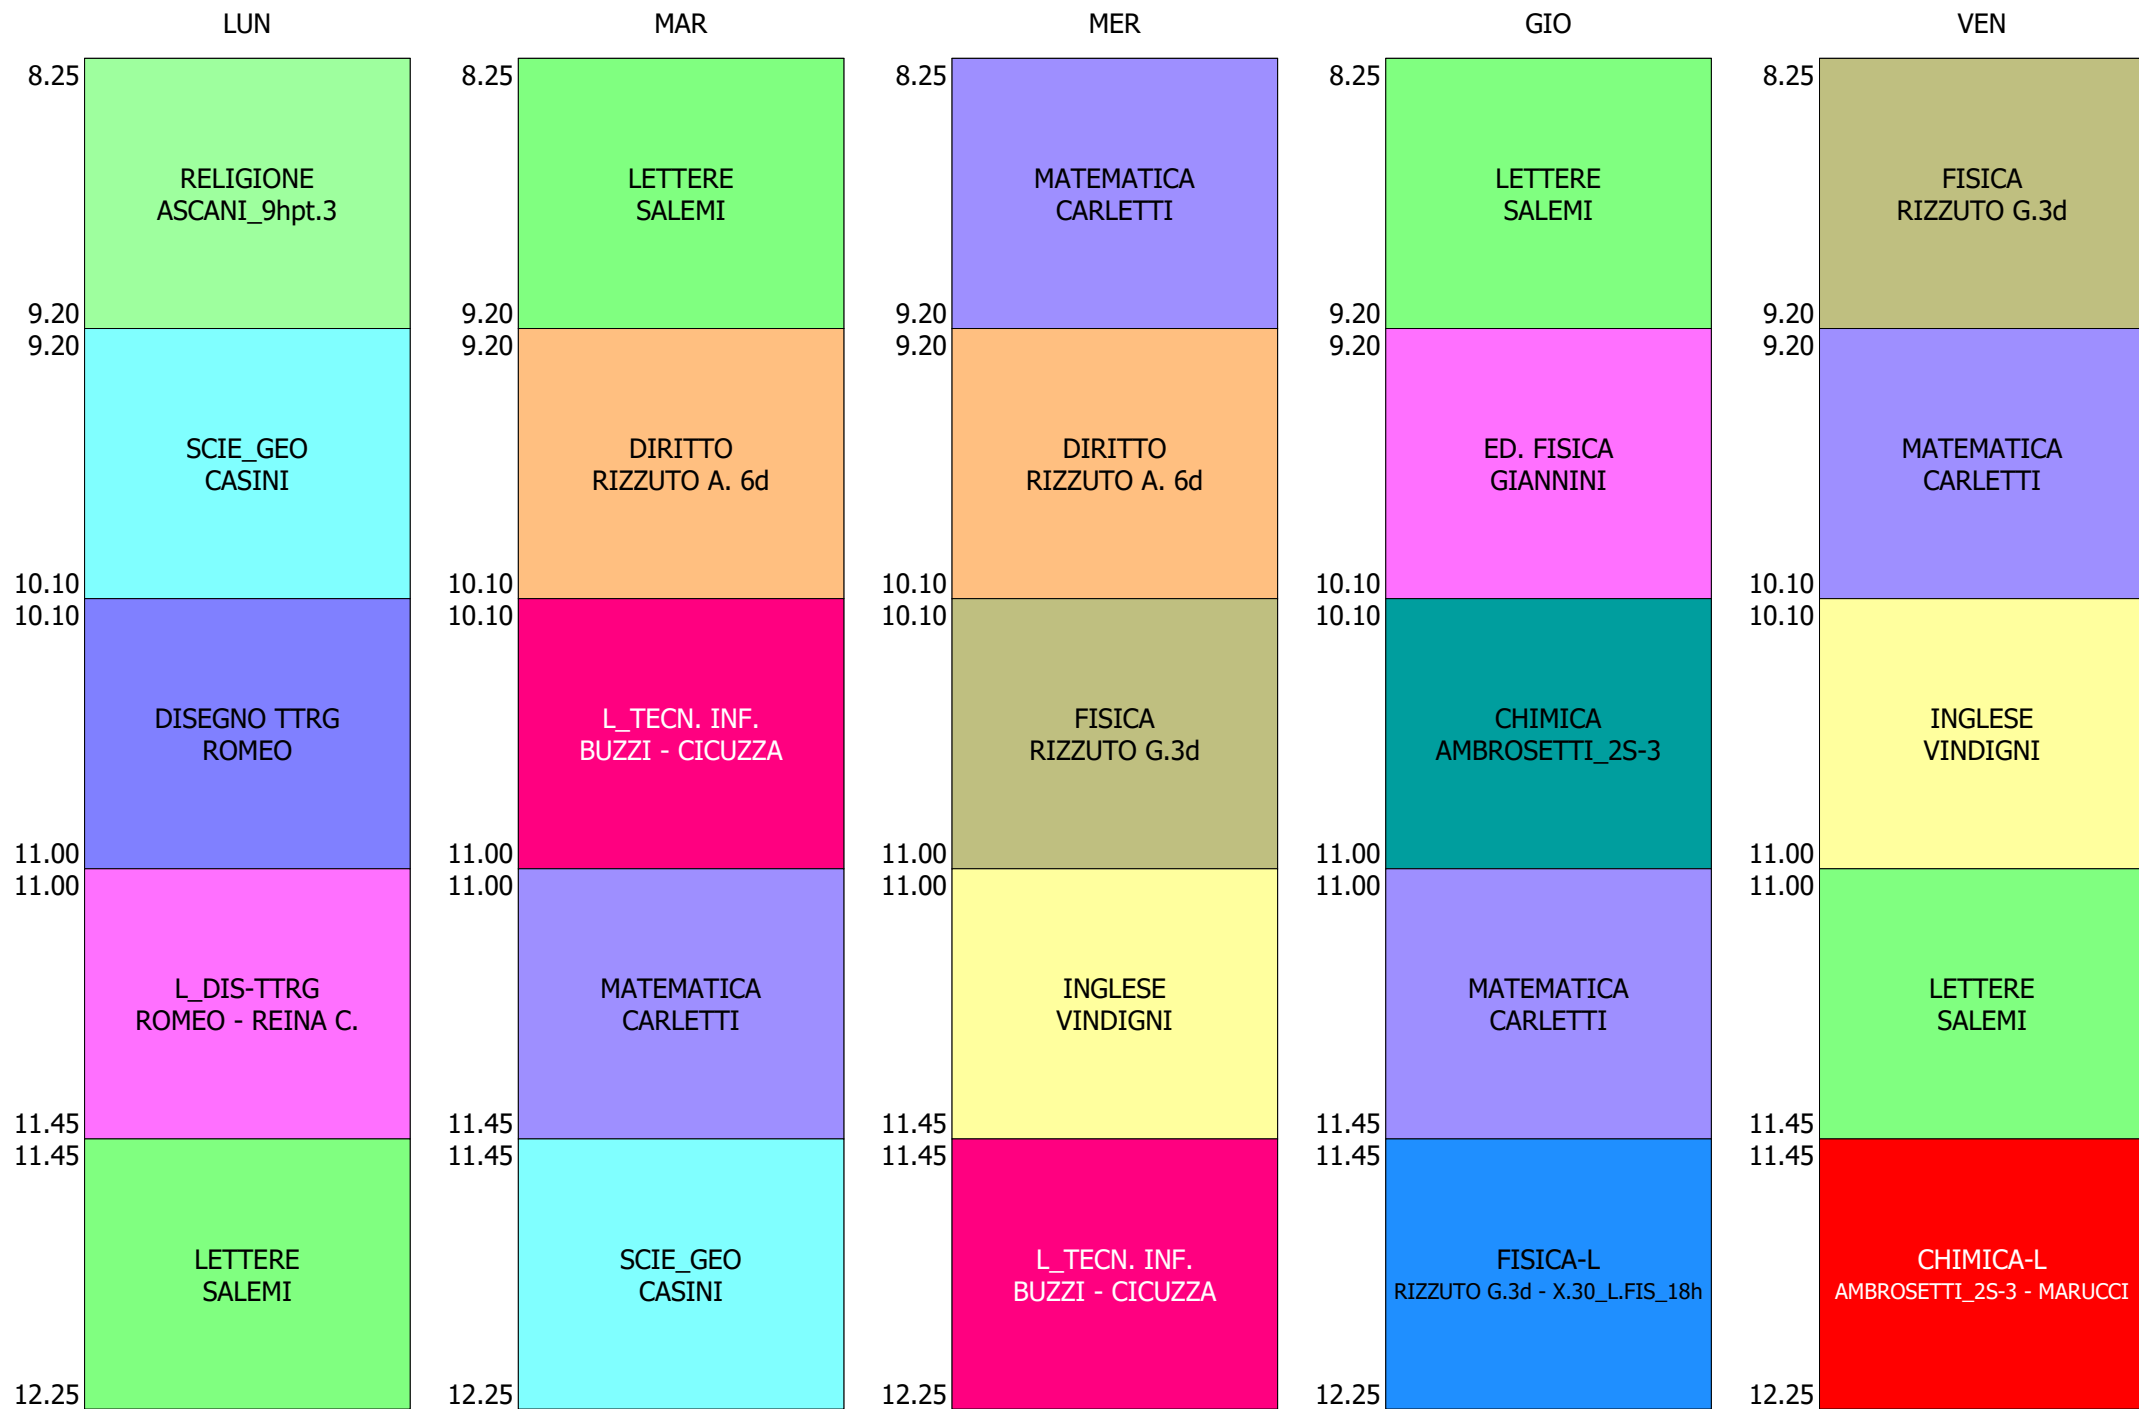 LUN MAR MER GIO VEN
8.25 8.25 8.25 8.25 8.25
RELIGIONE LETTERE MATEMATICA LETTERE FISICA
ASCANI_9hpt.3 SALEMI CARLETTI SALEMI RIZZUTO G.3d
9.20 9.20 9.20 9.20 9.20
9.20 9.20 9.20 9.20 9.20
SCIE_GEO DIRITTO DIRITTO ED. FISICA MATEMATICA
CASINI RIZZUTO A. 6d RIZZUTO A. 6d GIANNINI CARLETTI
10.10 10.10 10.10 10.10 10.10
10.10 10.10 10.10 10.10 10.10
DISEGNO TTRG L_TECN. INF. FISICA CHIMICA INGLESE
ROMEO BUZZI - CICUZZA RIZZUTO G.3d AMBROSETTI_2S-3 VINDIGNI
11.00 11.00 11.00 11.00 11.00
11.00 11.00 11.00 11.00 11.00
L_DIS-TTRG MATEMATICA INGLESE MATEMATICA LETTERE
ROMEO - REINA C. CARLETTI VINDIGNI CARLETTI SALEMI
11.45 11.45 11.45 11.45 11.45
11.45 11.45 11.45 11.45 11.45
LETTERE SCIE_GEO L_TECN. INF. FISICA-L CHIMICA-L
SALEMI CASINI BUZZI - CICUZZA RIZZUTO G.3d - X.30_L.FIS_18h AMBROSETTI_2S-3 - MARUCCI
12.25 12.25 12.25 12.25 12.25